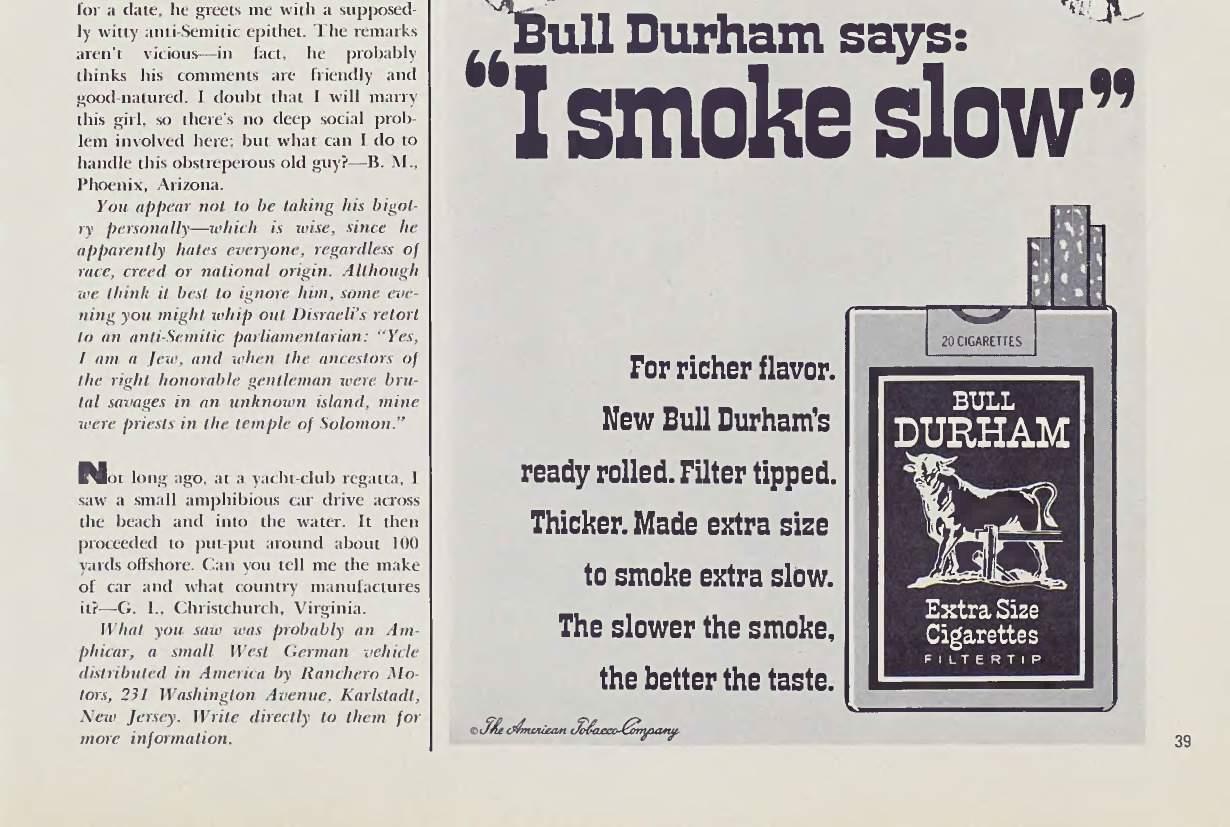 for a date, he greets me with a supposed-
ly witty anti-Semitic epithet. The remarks
aren't vicious—in fact, he probably
thinks his comments are friendly and
good-natured. I doubt that I will marry
this girl, so there's no deep social prob-
lem involved here; but what can I do to
handle this obstreperous old guy?—B. M.,
Phoenix, Arizona.
You appear not to be taking his bigot-
ry personally—which is wise, since he
apparently hates everyone, regardless of
race, creed or national origin. Although
we think it best to ignore him, some eve-
ning you might whip out Disraeli's retort
to an anti-Semitic parliamentarian: "Yes,
I am a Jew, and when the ancestors of
the right honorable gentleman were bru-
tal savages in an unknown island, mine
were priests in the temple of Solomon."
Not long ago, at a yacht-club regatta, I
saw a small amphibious car drive across
the beach and into the water. It then
proceeded to put-put around about 100
yards offshore. Can you tell me the make
of car and what country manufactures
it?—G. I., Christchurch, Virginia.
What you saw was probably an Am-
phicar, a small West German vehicle
distributed in America by Ranchero Mo-
tors, 231 Washington Avenue, Karlstadt,
New Jersey. Write directly to them for
more information.
Bull Durham says:
"I smoke slow"
For richer flavor.
New Bull Durham's
ready rolled. Filter tipped.
Thicker. Made extra size
to smoke extra slow.
The slower the smoke,
the better the taste.
20 CIGARETTES
BULL
DURHAM
Extra Size
Cigarettes
FILTERTIP
© The American Tobacco Company
39